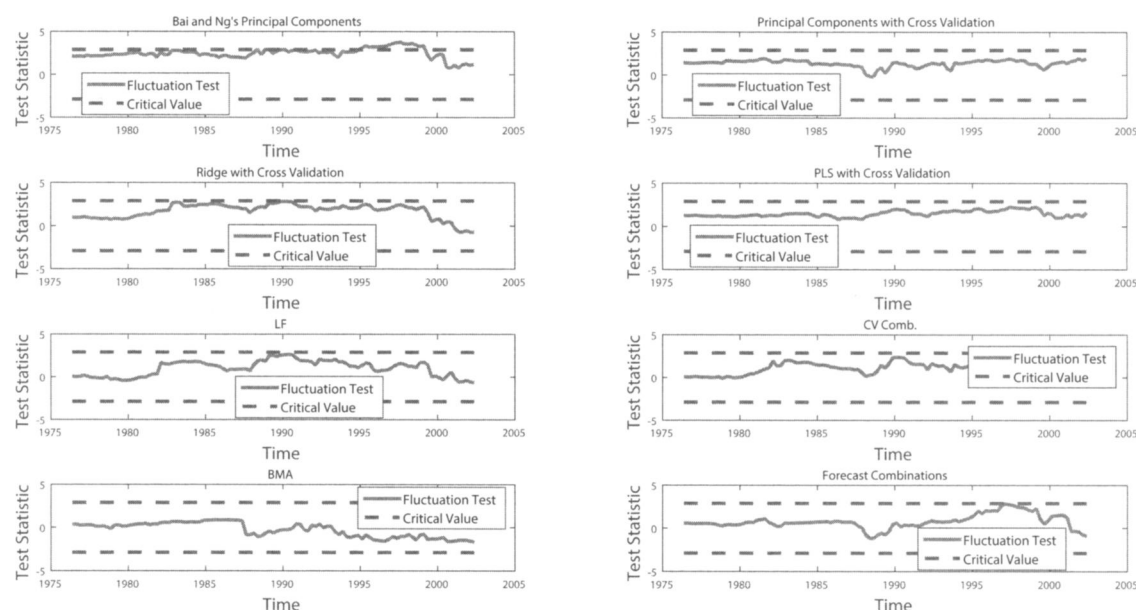 Bai and Ng's Principal Components
Test Statistic
5
0
-5
Fluctuation Test
Critical Value
1975 1980 1985 1990 1995 2000 2005
Time
Principal Components with Cross Validation
Test Statistic
5
0
-5
Fluctuation Test
Critical Value
1975 1980 1985 1990 1995 2000 2005
Time
Ridge with Cross Validation
Test Statistic
5
0
-5
Fluctuation Test
Critical Value
1975 1980 1985 1990 1995 2000 2005
Time
PLS with Cross Validation
Test Statistic
5
0
-5
Fluctuation Test
Critical Value
1975 1980 1985 1990 1995 2000 2005
Time
LF
Test Statistic
5
0
-5
Fluctuation Test
Critical Value
1975 1980 1985 1990 1995 2000 2005
Time
CV Comb.
Test Statistic
5
0
-5
Fluctuation Test
Critical Value
1975 1980 1985 1990 1995 2000 2005
Time
BMA
Test Statistic
5
0
-5
Fluctuation Test
Critical Value
1975 1980 1985 1990 1995 2000 2005
Time
Forecast Combinations
Test Statistic
5
0
-5
Fluctuation Test
Critical Value
1975 1980 1985 1990 1995 2000 2005
Time